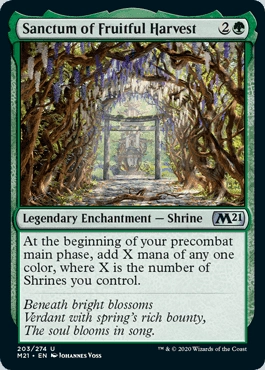 Sanctum of Fruitful Harvest 2
Legendary Enchantment — Shrine M21
At the beginning of your precombat
main phase, add X mana of any one
color, where X is the number of
Shrines you control.
Beneath bright blossoms
Verdant with spring's rich bounty,
The soul blooms in song.
203/274 U
M21 • EN Johannes Voss
™ & © 2020 Wizards of the Coast